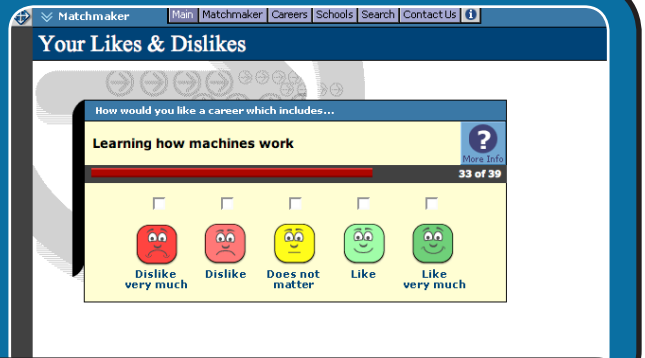 Matchmaker
Main Matchmaker Careers Schools Search Contact Us i
Your Likes & Dislikes
How would you like a career which includes...
Learning how machines work
?
More Info
33 of 39
Dislike very much
Dislike
Does not matter
Like
Like very much